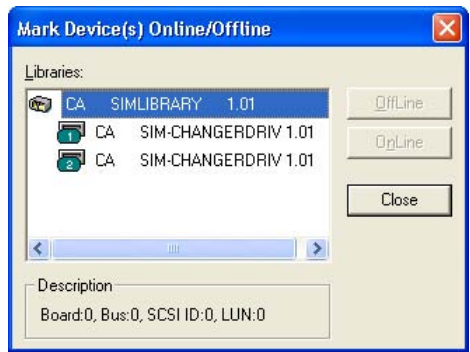 Mark Device(s) Online/Offline
Libraries:
CA SIMLIBRARY 1.01
OffLine
1 CA SIM-CHANGERDRIV 1.01
OnLine
2 CA SIM-CHANGERDRIV 1.01
Close
Description
Board:0, Bus:0, SCSI ID:0, LUN:0